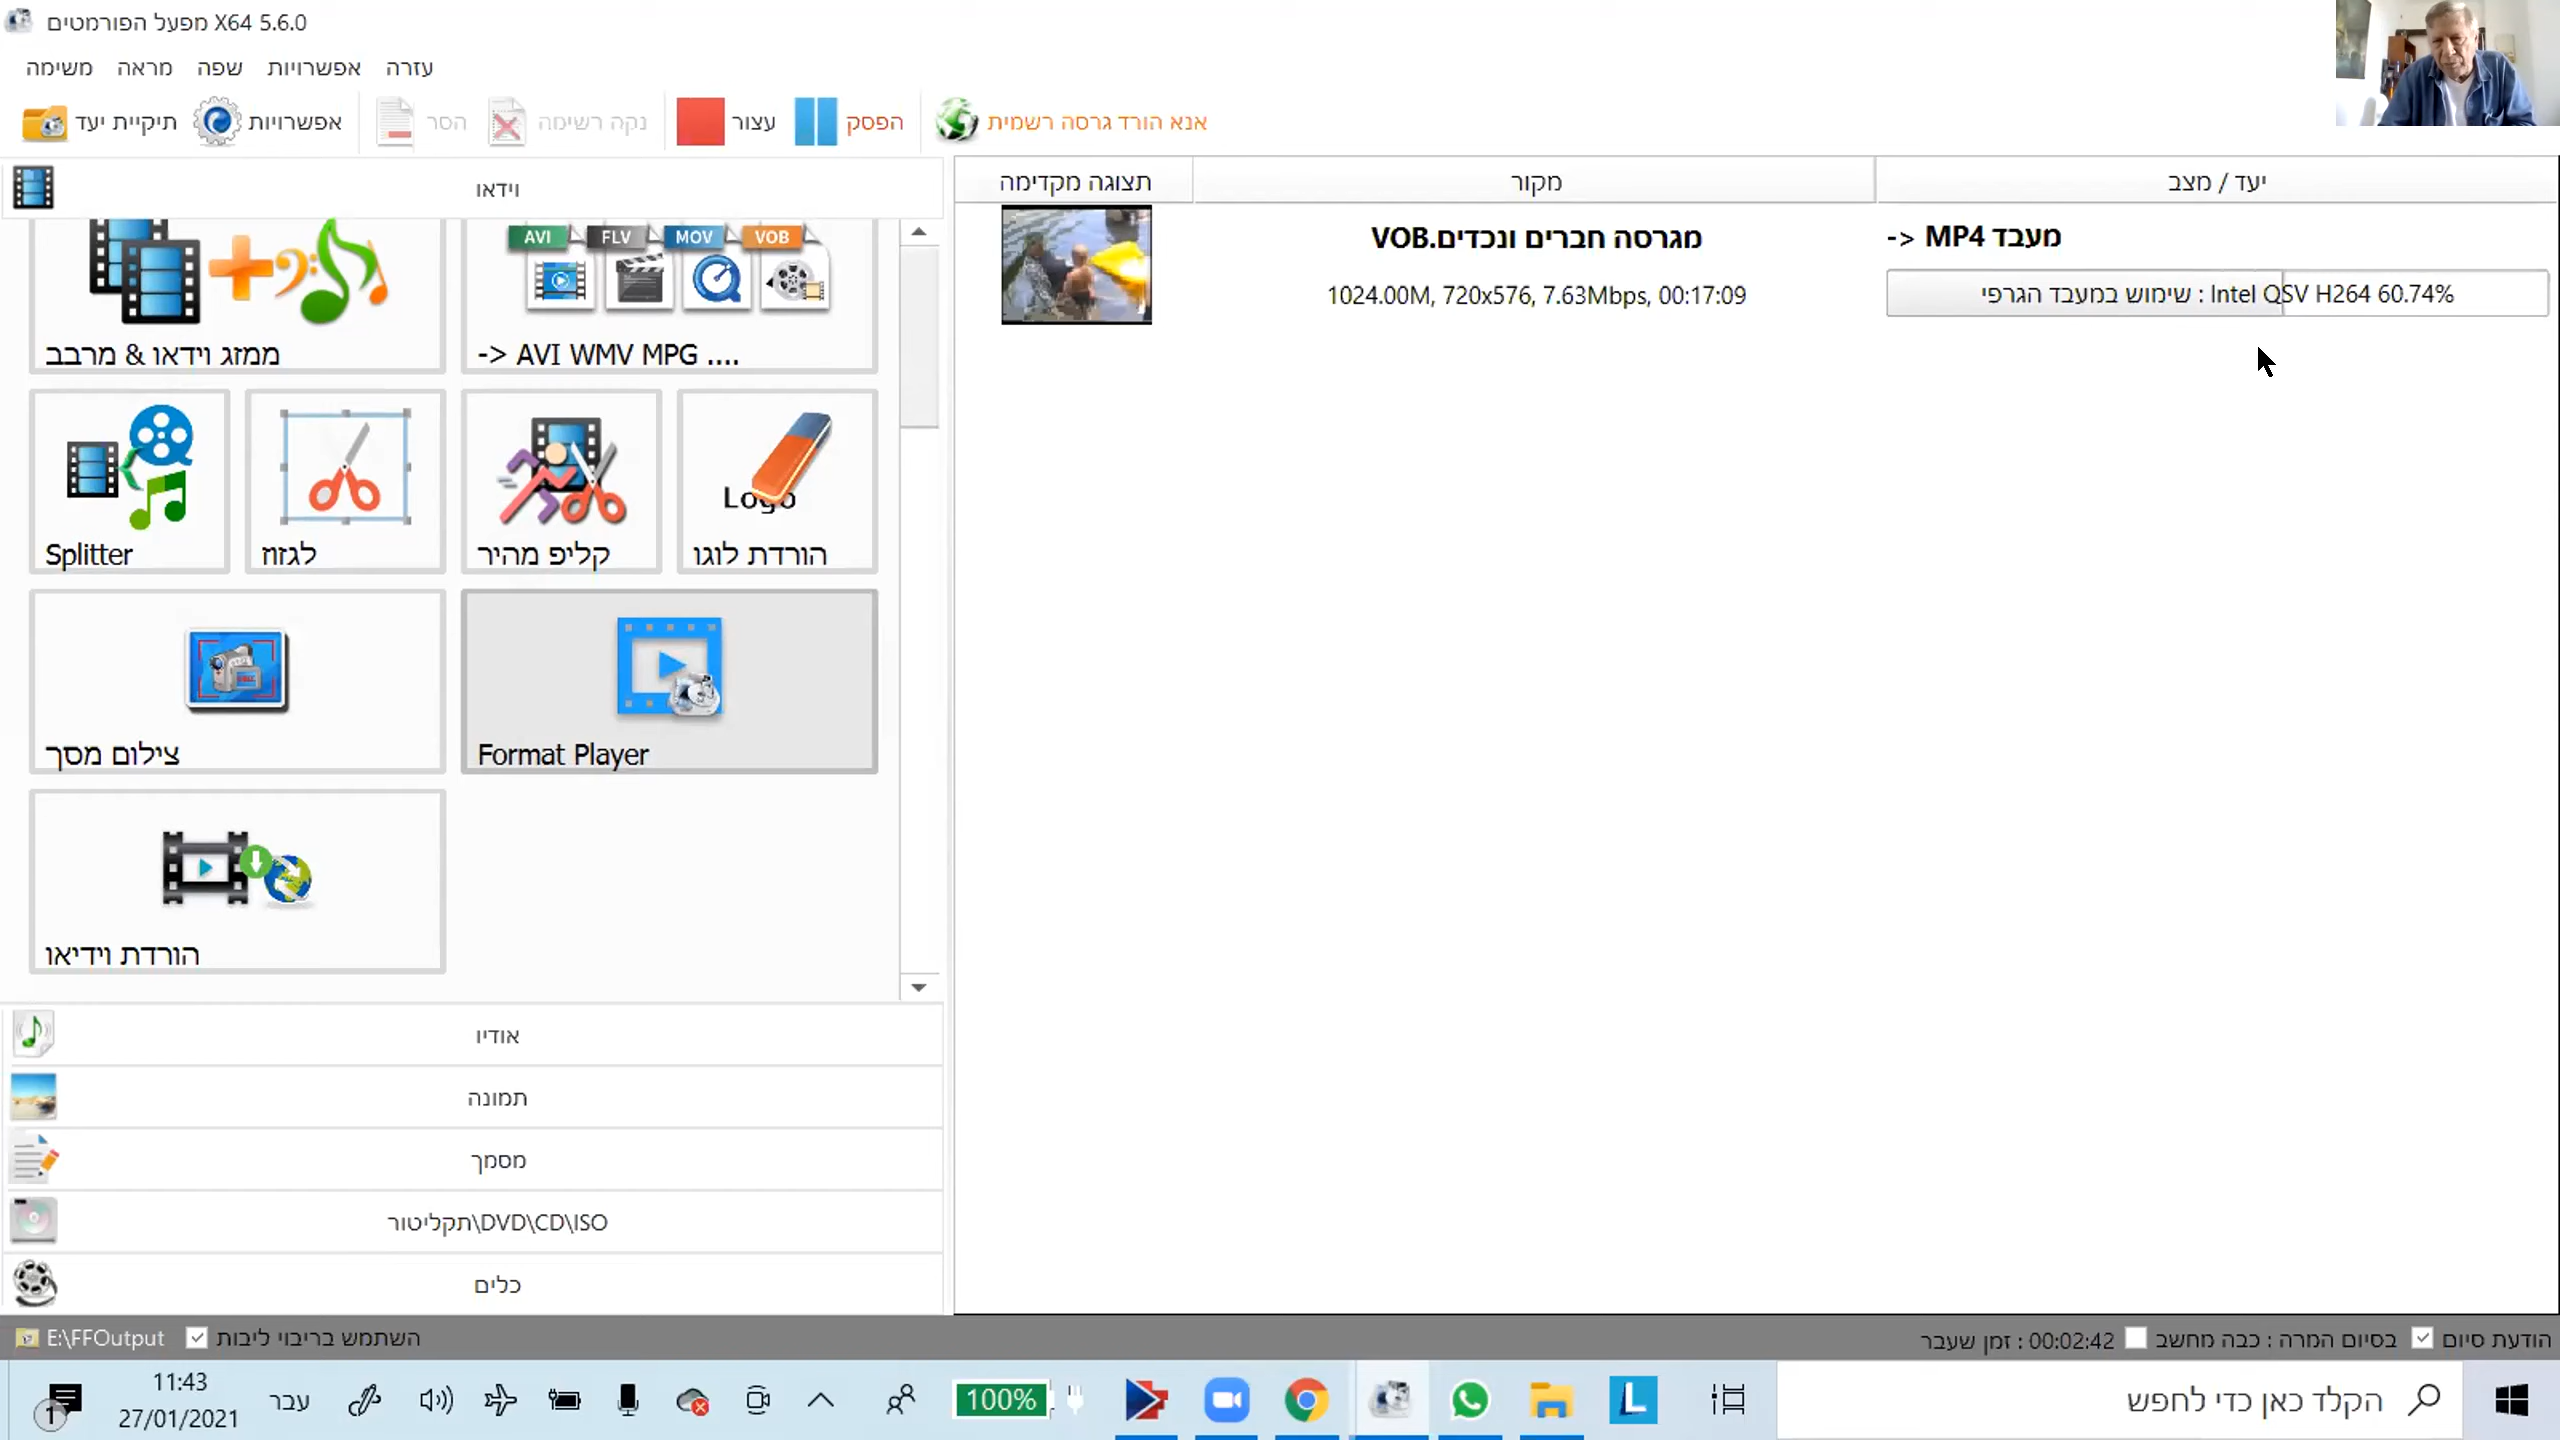 מפעל הפורמטים X64 5.6.0
משימה מראה שפה אפשרויות עזרה
תיקיית יעד אפשרויות הסר נקה רשימה עצור הפסק אנא הורד גרסה רשמית
וידאו
תצוגה מקדימה מקור יעד / מצב
AVI FLV MOV VOB
ממזג וידאו & מרבב
-> AVI WMV MPG ....
מגרסה חברים ונכדים.VOB
1024.00M, 720x576, 7.63Mbps, 00:17:09
-> MP4 מעבד
שימוש במעבד הגרפי : Intel QSV H264 60.74%
Logo
Splitter
לגזוז
קליפ מהיר
הורדת לוגו
צילום מסך
Format Player
הורדת וידיאו
אודיו
תמונה
מסמך
תקליטור\DVD\CD\ISO
כלים
E:\FFOutput השתמש בריבוי ליבות
זמן שעבר : 00:02:42 בסיום המרה : כבה מחשב הודעת סיום
11:43
27/01/2021
1
עבר
100%
L
הקלד כאן כדי לחפש